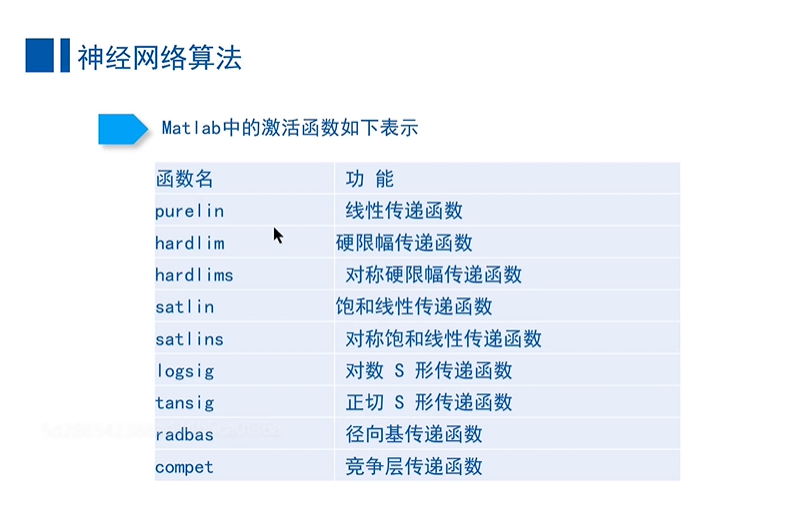 神经网络算法
Matlab中的激活函数如下表示
函数名 功 能
purelin 线性传递函数
hardlim 硬限幅传递函数
hardlims 对称硬限幅传递函数
satlin 饱和线性传递函数
satlins 对称饱和线性传递函数
logsig 对数 S 形传递函数
tansig 正切 S 形传递函数
radbas 径向基传递函数
compet 竞争层传递函数